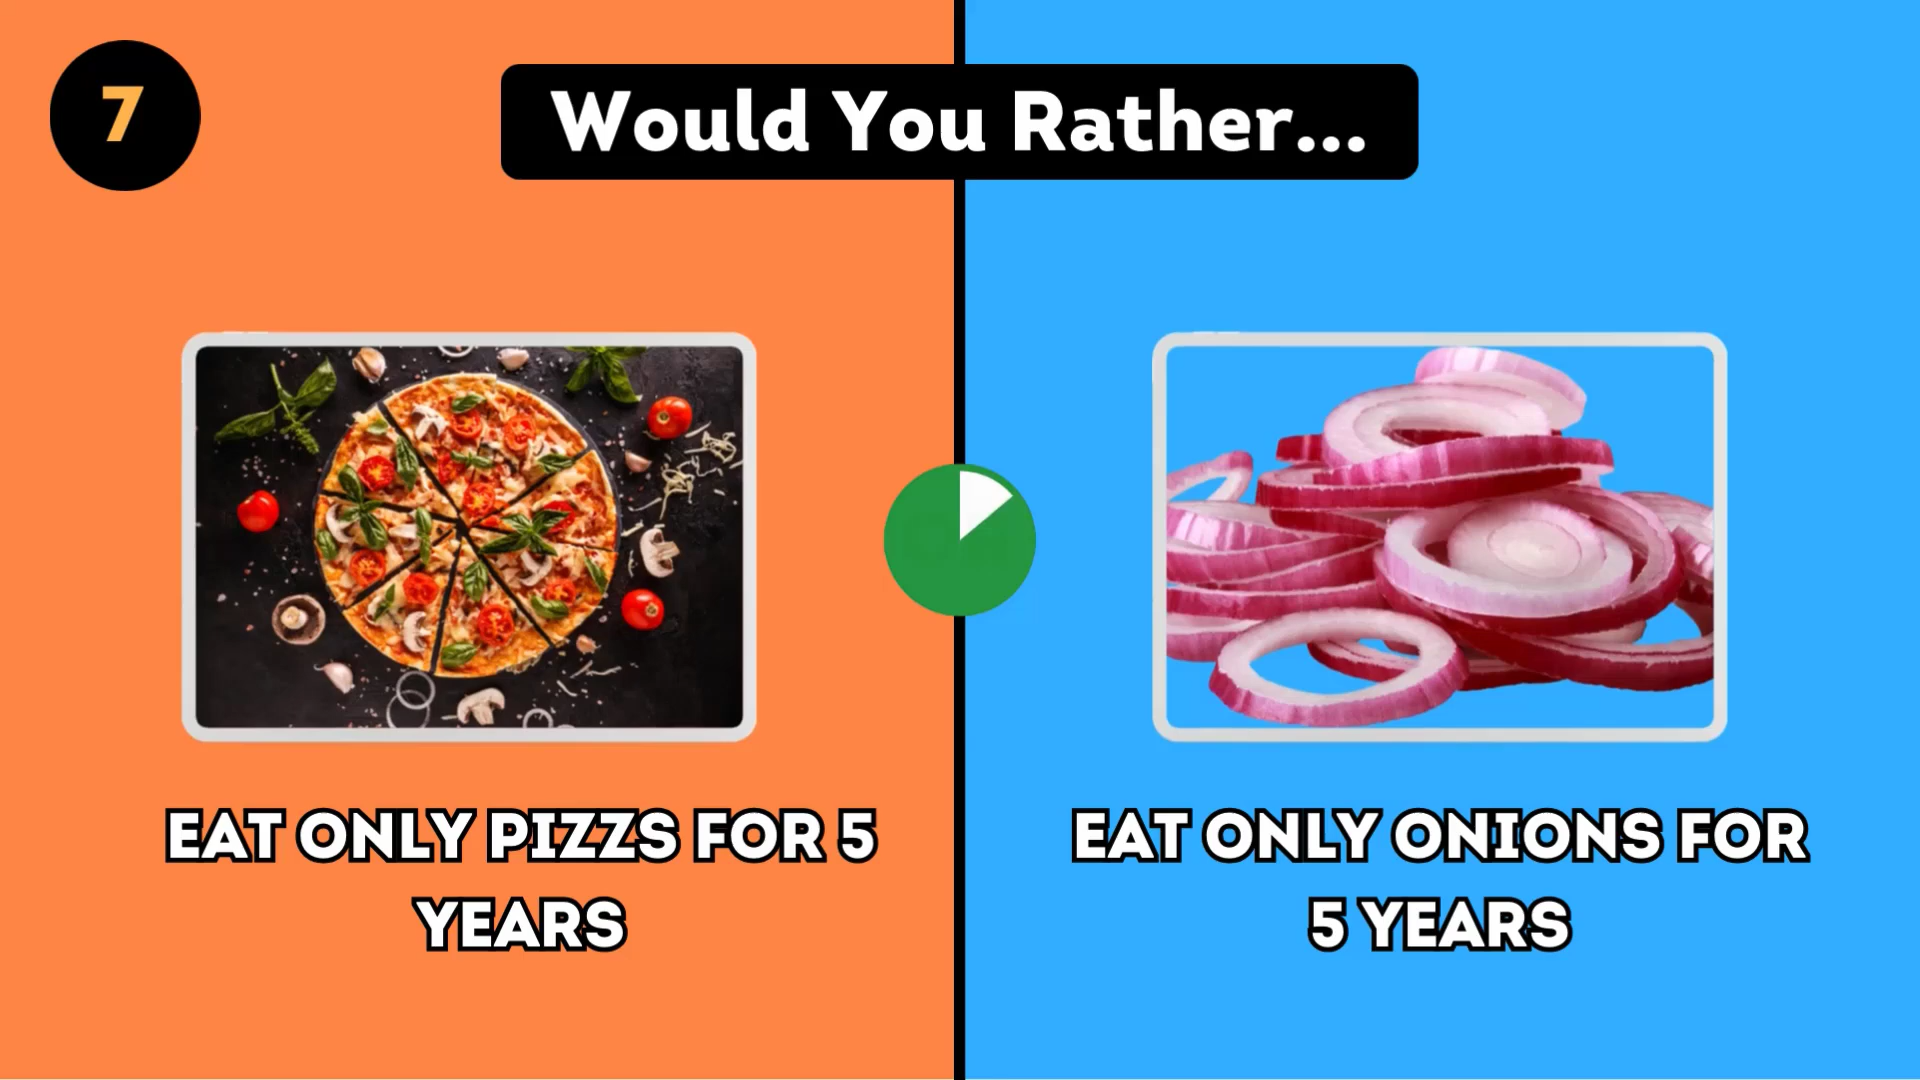 7
Would You Rather...
EAT ONLY PIZZS FOR 5
YEARS
EAT ONLY ONIONS FOR
5 YEARS